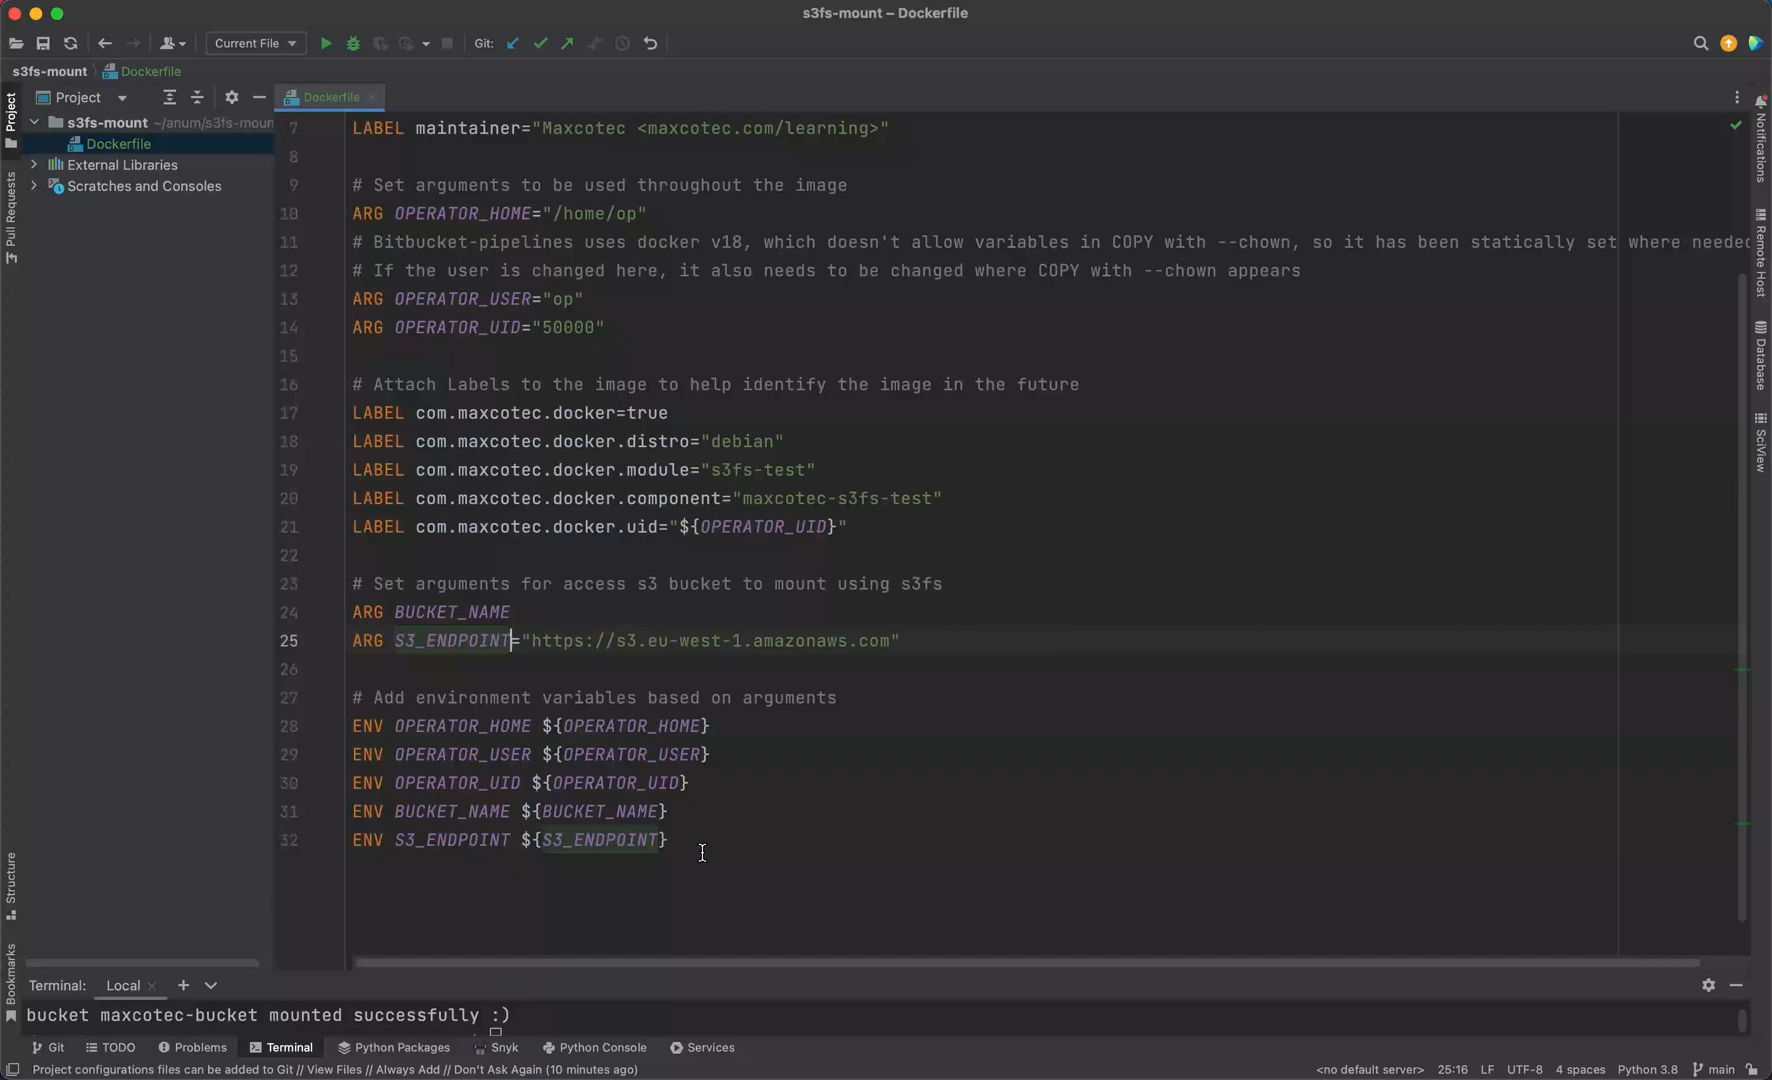 s3fs-mount – Dockerfile
Current File
Git:
s3fs-mount
Dockerfile
Project
Project
Dockerfile
s3fs-mount ~/anum/s3fs-moun
Dockerfile
External Libraries
Scratches and Consoles
Pull Requests
Structure
Bookmarks
7 LABEL maintainer="Maxcotec <maxcotec.com/learning>"
8
9 # Set arguments to be used throughout the image
10 ARG OPERATOR_HOME="/home/op"
11 # Bitbucket-pipelines uses docker v18, which doesn't allow variables in COPY with --chown, so it has been statically set where needed
12 # If the user is changed here, it also needs to be changed where COPY with --chown appears
13 ARG OPERATOR_USER="op"
14 ARG OPERATOR_UID="50000"
15
16 # Attach Labels to the image to help identify the image in the future
17 LABEL com.maxcotec.docker=true
18 LABEL com.maxcotec.docker.distro="debian"
19 LABEL com.maxcotec.docker.module="s3fs-test"
20 LABEL com.maxcotec.docker.component="maxcotec-s3fs-test"
21 LABEL com.maxcotec.docker.uid="${OPERATOR_UID}"
22
23 # Set arguments for access s3 bucket to mount using s3fs
24 ARG BUCKET_NAME
25 ARG S3_ENDPOINT="https://s3.eu-west-1.amazonaws.com"
26
27 # Add environment variables based on arguments
28 ENV OPERATOR_HOME ${OPERATOR_HOME}
29 ENV OPERATOR_USER ${OPERATOR_USER}
30 ENV OPERATOR_UID ${OPERATOR_UID}
31 ENV BUCKET_NAME ${BUCKET_NAME}
32 ENV S3_ENDPOINT ${S3_ENDPOINT}
Notifications
Remote Host
Database
SciView
Terminal: Local
bucket maxcotec-bucket mounted successfully :)
Git TODO Problems Terminal Python Packages Snyk Python Console Services
Project configurations files can be added to Git // View Files // Always Add // Don't Ask Again (10 minutes ago)
<no default server> 25:16 LF UTF-8 4 spaces Python 3.8 main